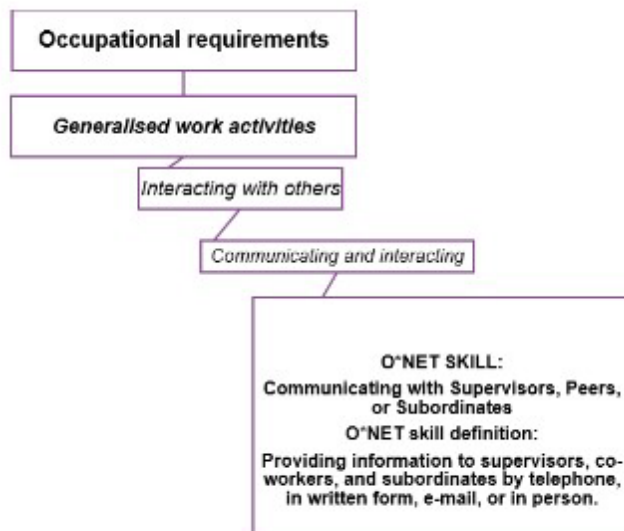 Occupational requirements
Generalised work activities
Interacting with others
Communicating and interacting
O*NET SKILL:
Communicating with Supervisors, Peers,
or Subordinates
O*NET skill definition:
Providing information to supervisors, co-
workers, and subordinates by telephone,
in written form, e-mail, or in person.